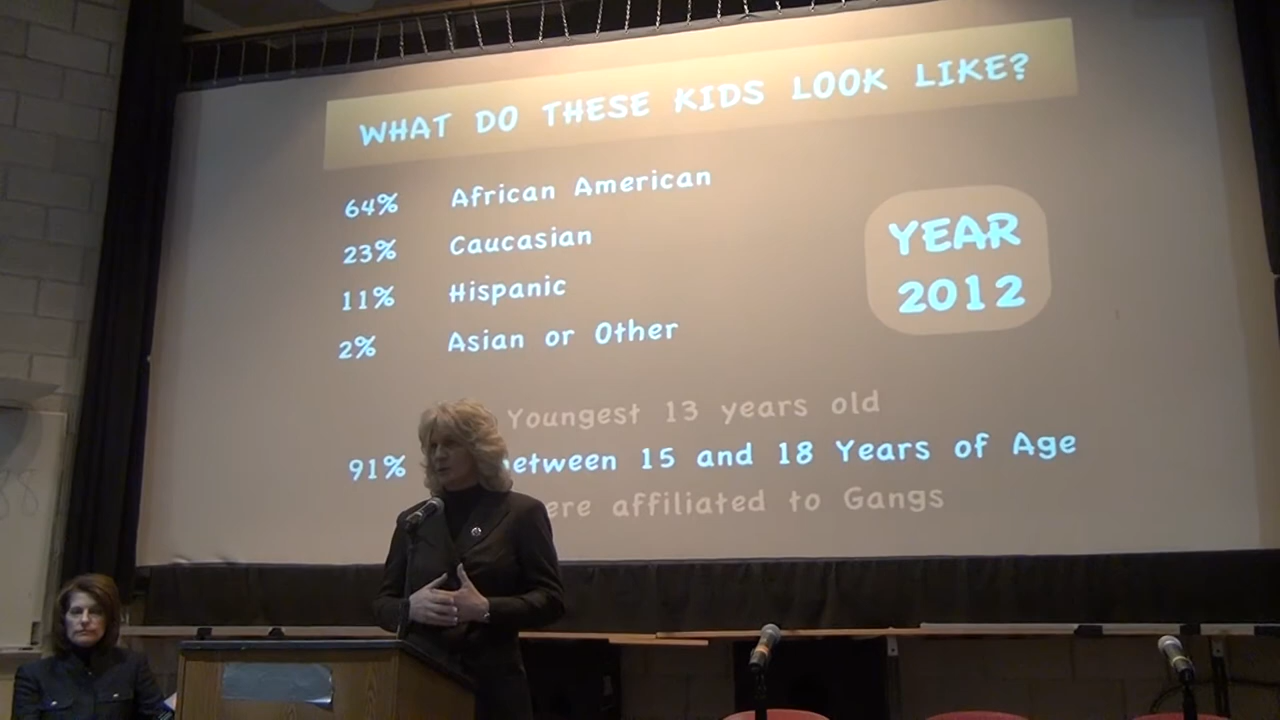 WHAT DO THESE KIDS LOOK LIKE?
64% African American
23% Caucasian
11% Hispanic
2% Asian or Other
YEAR
2012
Youngest 13 years old
91% between 15 and 18 Years of Age
affiliated to Gangs